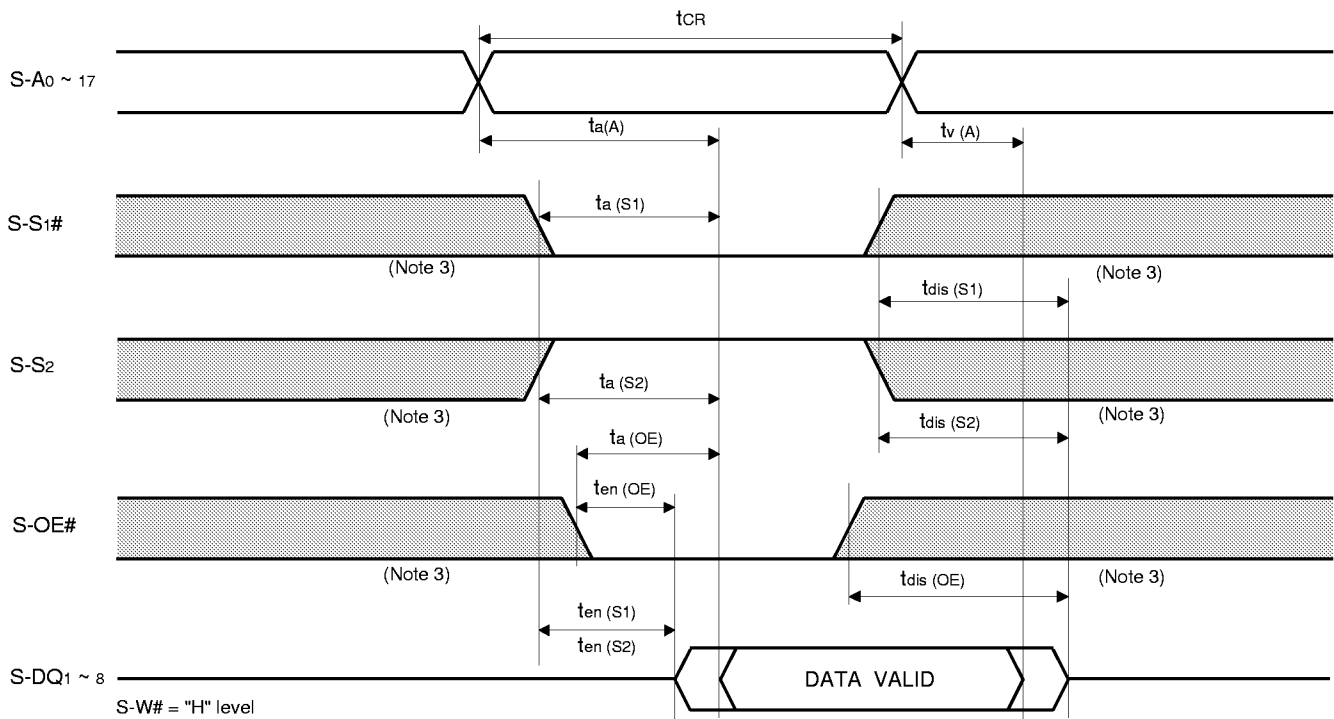 tCR
S-A0 ~ 17
ta(A)
tv (A)
ta (S1)
S-S1#
(Note 3)
(Note 3)
tdis (S1)
S-S2
ta (S2)
(Note 3)
(Note 3)
tdis (S2)
ta (OE)
ten (OE)
S-OE#
(Note 3)
(Note 3)
tdis (OE)
ten (S1)
ten (S2)
S-DQ1 ~ 8
DATA VALID
S-W# = "H" level